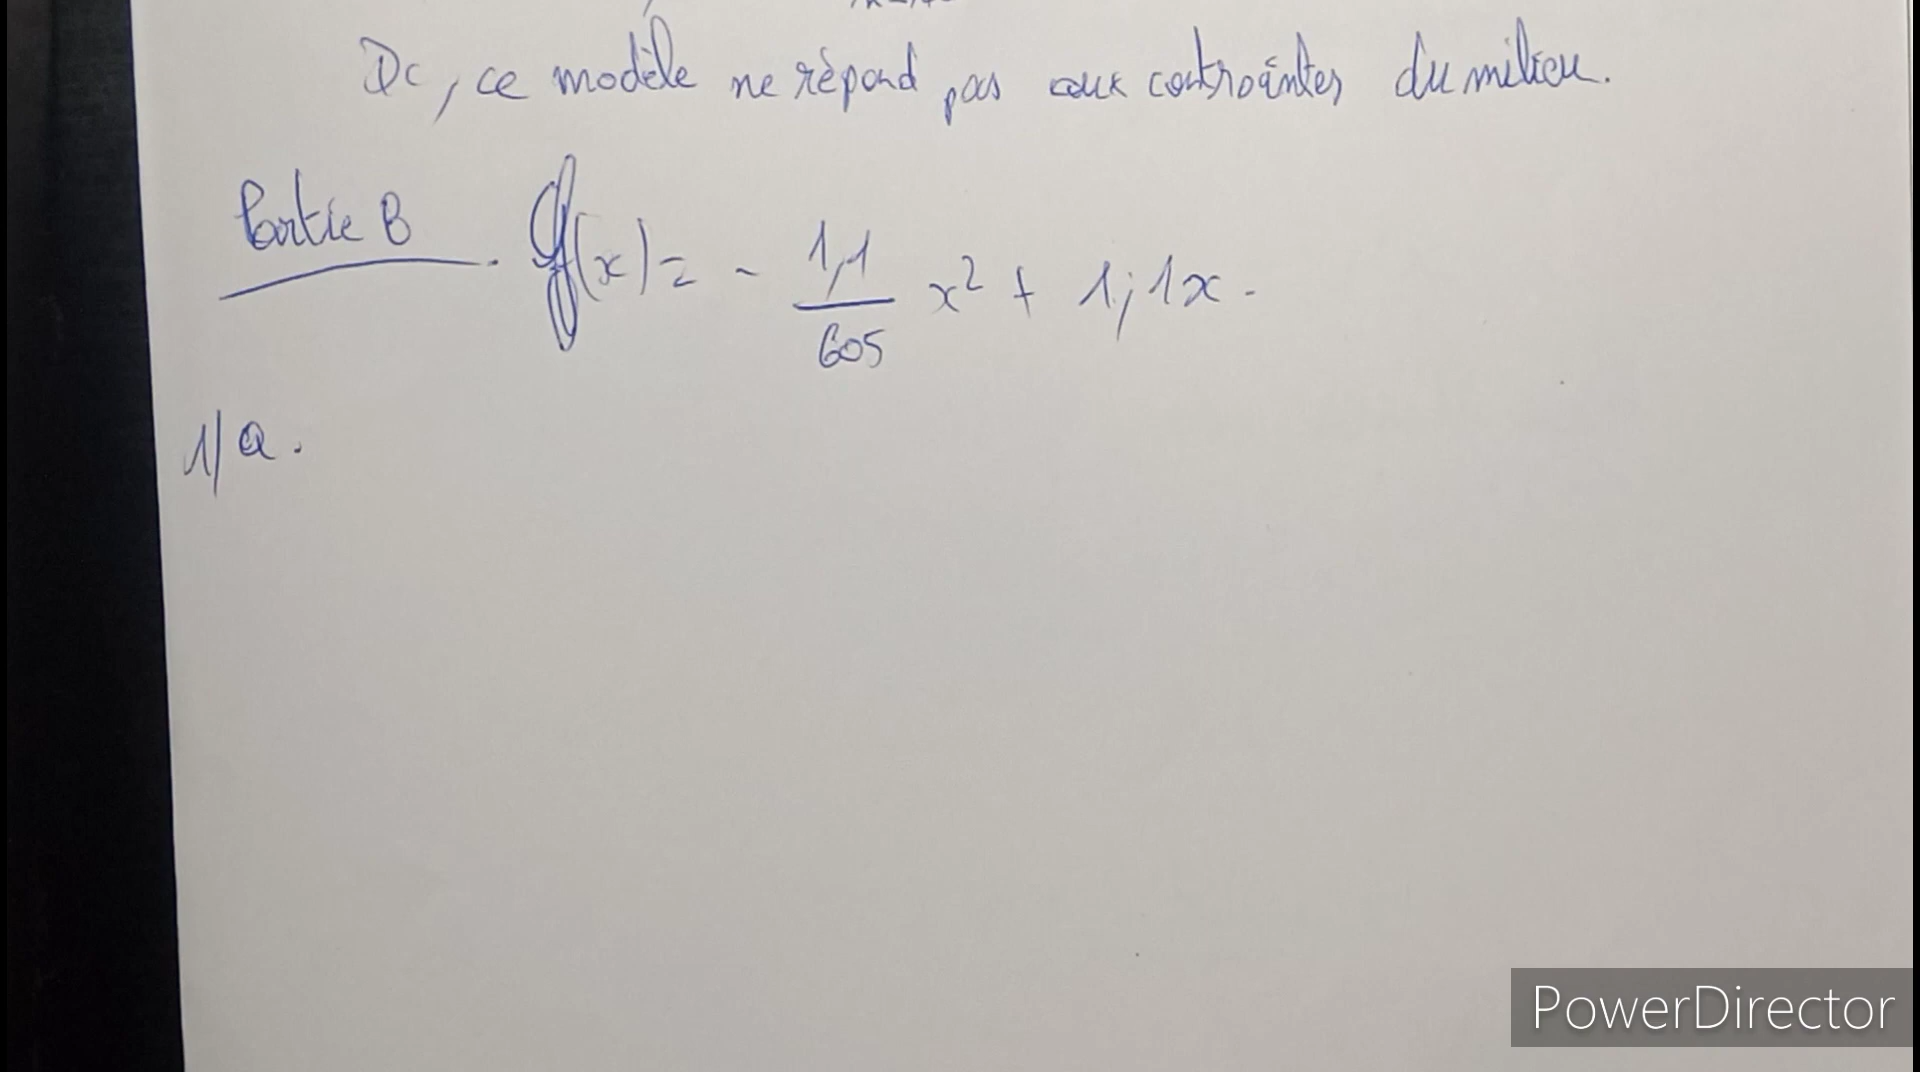 Dc, ce modèle ne répond pas aux contraintes du milieu.
Partie B. f(x) = - 1,1/605 x² + 1,1x.
1/a.
PowerDirector